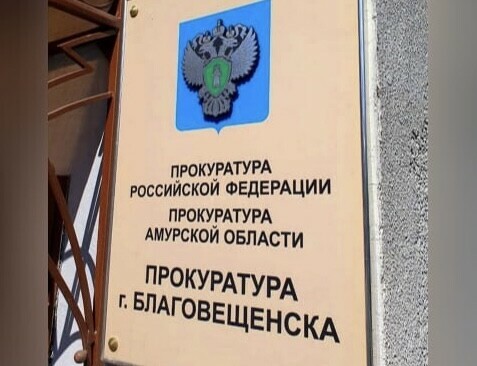 ПРОКУРАТУРА
РОССИЙСКОЙ ФЕДЕРАЦИИ
ПРОКУРАТУРА
АМУРСКОЙ ОБЛАСТИ
ПРОКУРАТУРА
г. БЛАГОВЕЩЕНСКА